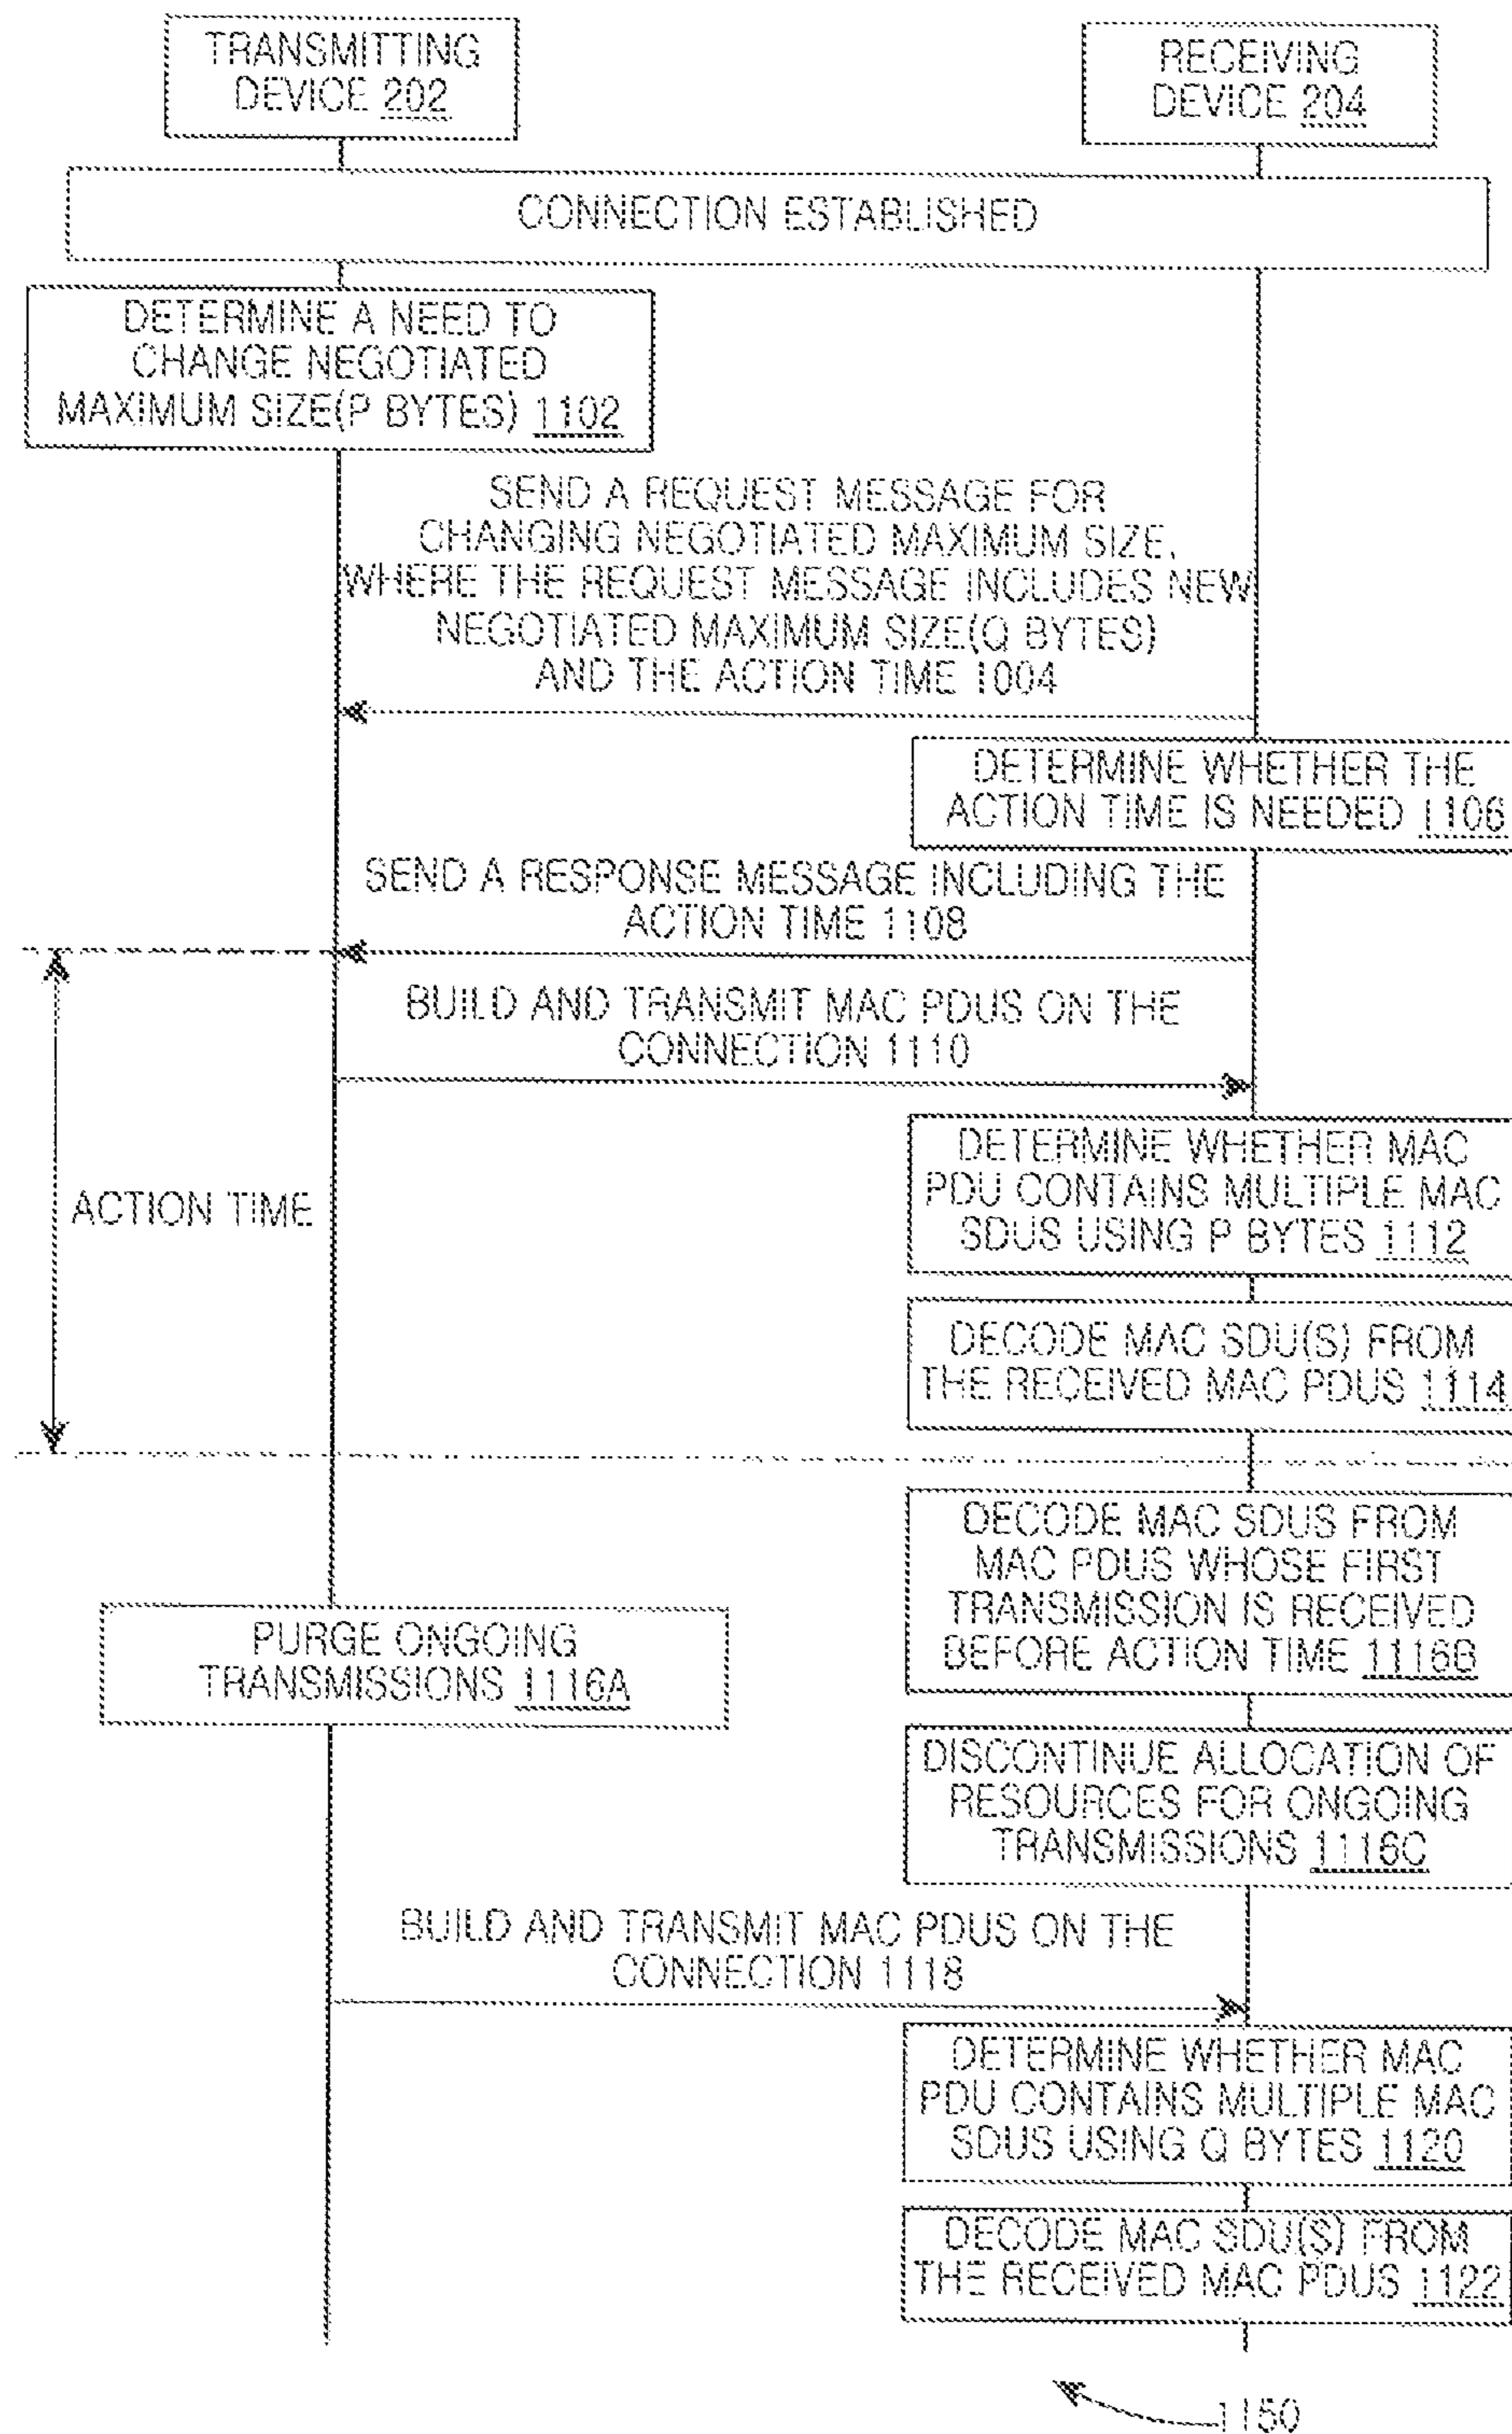 TRANSMITTING
DEVICE 202
RECEIVING
DEVICE 204
CONNECTION ESTABLISHED
DETERMINE A NEED TO
CHANGE NEGOTIATED
MAXIMUM SIZE(P BYTES) 1102
SEND A REQUEST MESSAGE FOR
CHANGING NEGOTIATED MAXIMUM SIZE,
WHERE THE REQUEST MESSAGE INCLUDES NEW
NEGOTIATED MAXIMUM SIZE(Q BYTES)
AND THE ACTION TIME 1004
DETERMINE WHETHER THE
ACTION TIME IS NEEDED 1106
SEND A RESPONSE MESSAGE INCLUDING THE
ACTION TIME 1108
BUILD AND TRANSMIT MAC PDUS ON THE
CONNECTION 1110
DETERMINE WHETHER MAC
PDU CONTAINS MULTIPLE MAC
SDUS USING P BYTES 1112
ACTION TIME
DECODE MAC SDU(S) FROM
THE RECEIVED MAC PDUS 1114
DECODE MAC SDUS FROM
MAC PDUS WHOSE FIRST
TRANSMISSION IS RECEIVED
BEFORE ACTION TIME 1116B
PURGE ONGOING
TRANSMISSIONS 1116A
DISCONTINUE ALLOCATION OF
RESOURCES FOR ONGOING
TRANSMISSIONS 1116C
BUILD AND TRANSMIT MAC PDUS ON THE
CONNECTION 1118
DETERMINE WHETHER MAC
PDU CONTAINS MULTIPLE MAC
SDUS USING Q BYTES 1120
DECODE MAC SDU(S) FROM
THE RECEIVED MAC PDUS 1122
1150